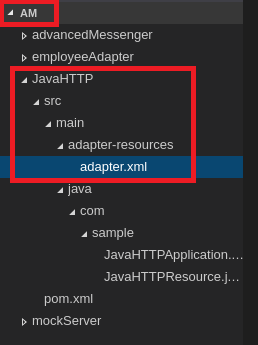 AM
advancedMessenger
employeeAdapter
JavaHTTP
src
main
adapter-resources
adapter.xml
java
com
sample
JavaHTTPApplication....
JavaHTTPResource.j...
pom.xml
mockServer